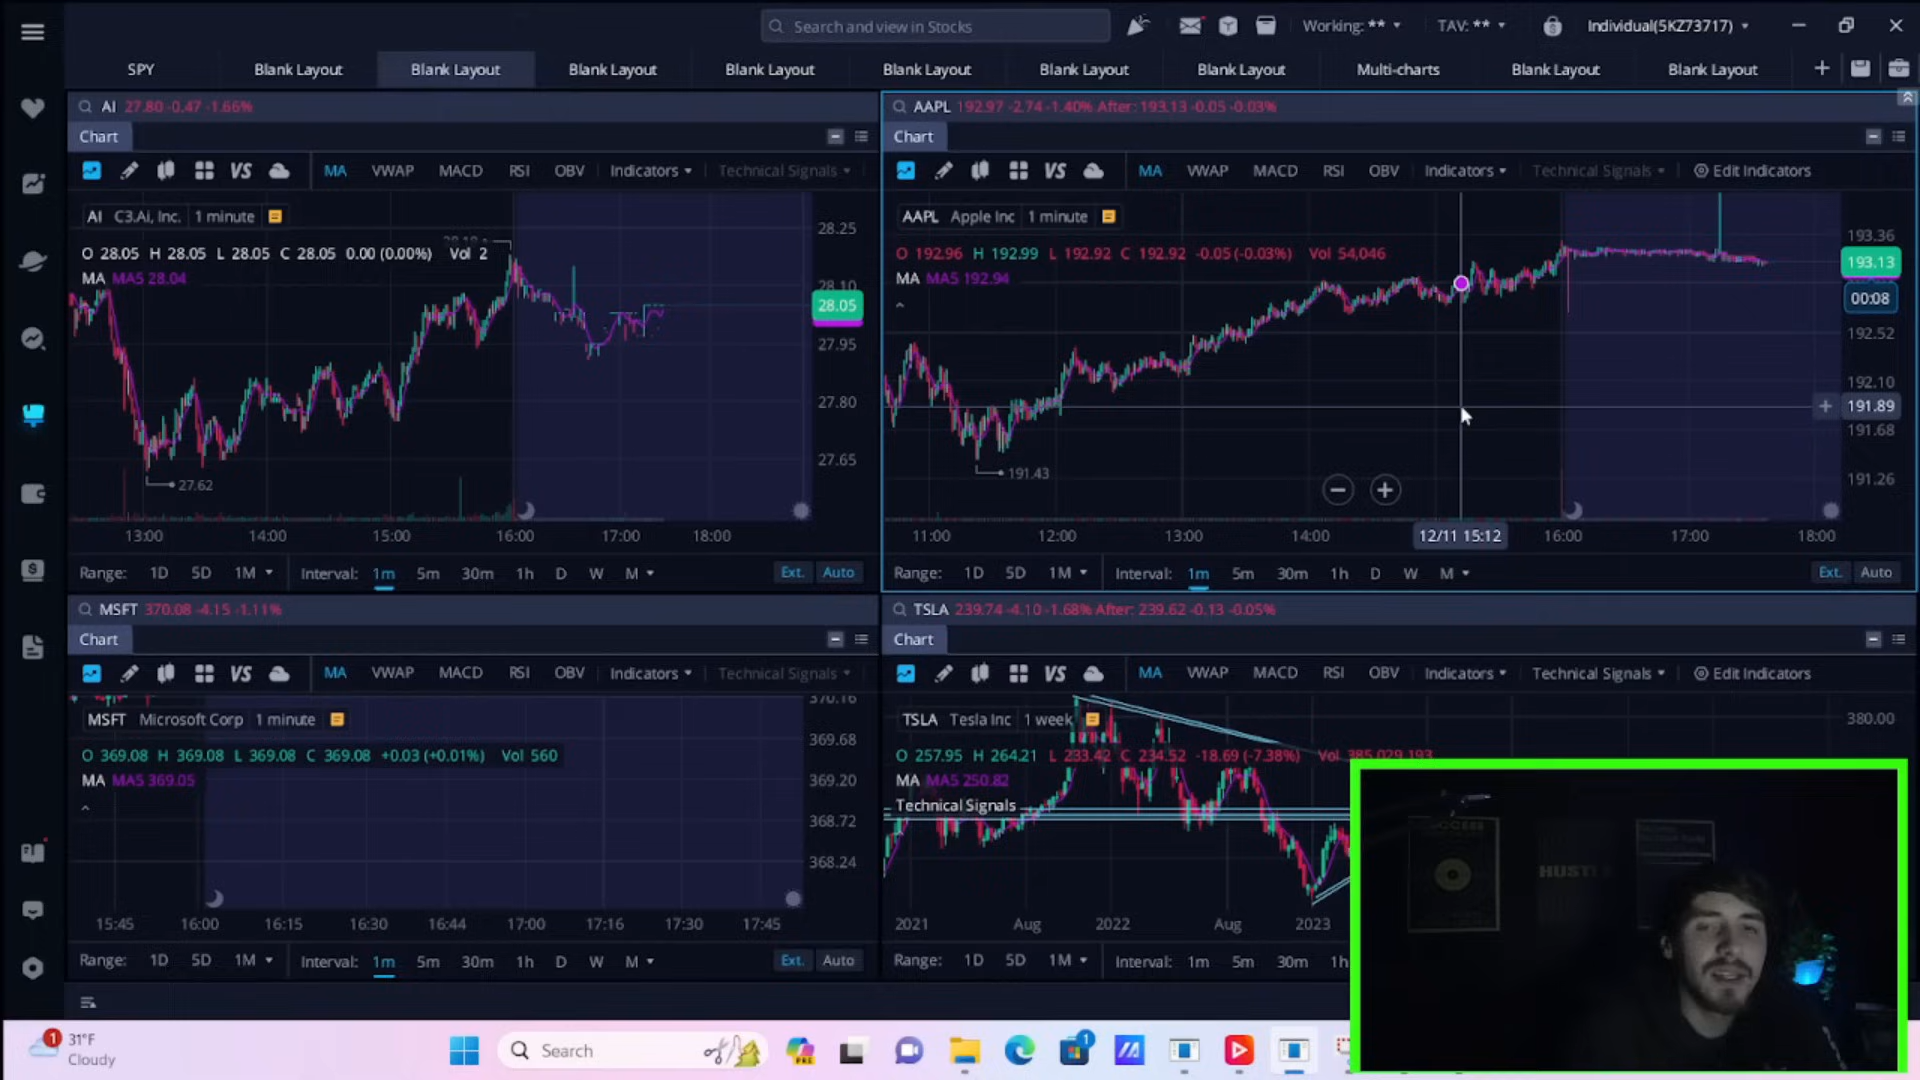 Search and view in Stocks
Working: **
TAV: **
Individual(5KZ73717)
SPY
Blank Layout
Blank Layout
Blank Layout
Blank Layout
Blank Layout
Blank Layout
Blank Layout
Multi-charts
Blank Layout
Blank Layout
AI 27.80 -0.47 -1.66%
Chart
VS MA VWAP MACD RSI OBV Indicators Technical Signals
AI C3.Ai, Inc. 1 minute
O 28.05 H 28.05 L 28.05 C 28.05 0.00 (0.00%) Vol 2
MA MA5 28.04
28.25
28.10
28.05
27.95
27.80
27.65
27.62
13:00 14:00 15:00 16:00 17:00 18:00
Range: 1D 5D 1M Interval: 1m 5m 30m 1h D W M Ext. Auto
AAPL 192.97 -2.74 -1.40% After: 193.13 -0.05 -0.03%
Chart
VS MA VWAP MACD RSI OBV Indicators Technical Signals Edit Indicators
AAPL Apple Inc 1 minute
O 192.96 H 192.99 L 192.92 C 192.92 -0.05 (-0.03%) Vol 54,046
MA MA5 192.94
193.36
193.13
00:08
192.52
192.10
191.89
191.68
191.43
191.26
11:00 12:00 13:00 14:00 12/11 15:12 16:00 17:00 18:00
Range: 1D 5D 1M Interval: 1m 5m 30m 1h D W M Ext. Auto
MSFT 370.08 -4.15 -1.11%
Chart
VS MA VWAP MACD RSI OBV Indicators Technical Signals
370.16
MSFT Microsoft Corp 1 minute
O 369.08 H 369.08 L 369.08 C 369.08 +0.03 (+0.01%) Vol 560
MA MA5 369.05
369.68
369.20
368.72
368.24
15:45 16:00 16:15 16:30 16:44 17:00 17:16 17:30 17:45
Range: 1D 5D 1M Interval: 1m 5m 30m 1h D W M Ext. Auto
TSLA 239.74 -4.10 -1.68% After: 239.62 -0.13 -0.05%
Chart
VS MA VWAP MACD RSI OBV Indicators Technical Signals Edit Indicators
TSLA Tesla Inc 1 week
380.00
O 257.95 H 264.21 L 233.42 C 234.52 -18.69 (-7.38%) Vol 385,029,193
MA MA5 250.82
Technical Signals
2021 Aug 2022 Aug 2023
Range: 1D 5D 1M Interval: 1m 5m 30m 1h
HUSTLE
1
31°F
Cloudy
Search
PRE
1